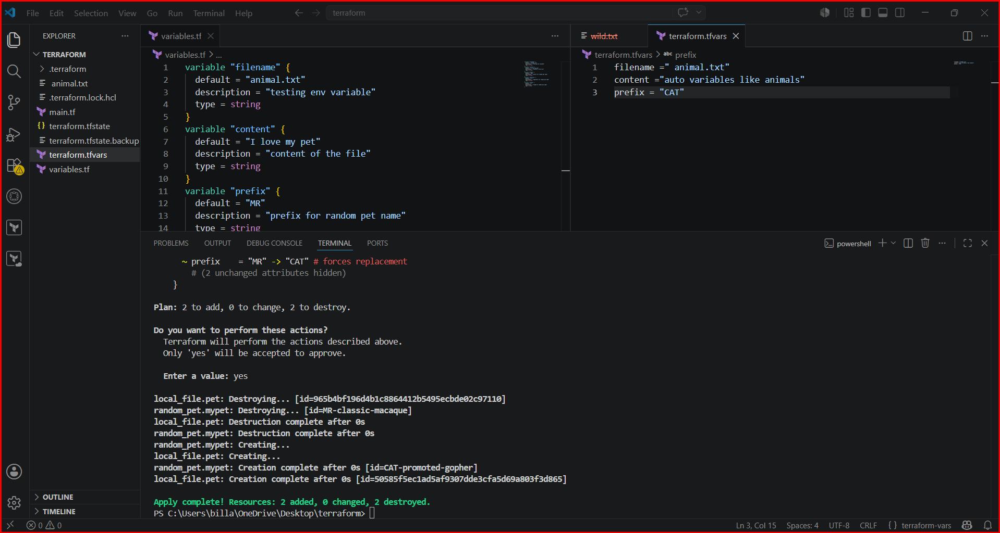 File Edit Selection View Go Run Terminal Help
terraform
EXPLORER
TERRAFORM
.terraform
animal.txt
.terraform.lock.hcl
main.tf
terraform.tfstate
terraform.tfstate.backup
terraform.tfvars
variables.tf
OUTLINE
TIMELINE
variables.tf
variables.tf > ...
1 variable "filename" {
2 default = "animal.txt"
3 description = "testing env variable"
4 type = string
5 }
6 variable "content" {
7 default = "I love my pet"
8 description = "content of the file"
9 type = string
10 }
11 variable "prefix" {
12 default = "MR"
13 description = "prefix for random pet name"
14 type = string
wild.txt
terraform.tfvars
terraform.tfvars > abc prefix
1 filename =" animal.txt"
2 content ="auto variables like animals"
3 prefix = "CAT"
PROBLEMS OUTPUT DEBUG CONSOLE TERMINAL PORTS
powershell
~ prefix = "MR" -> "CAT" # forces replacement
# (2 unchanged attributes hidden)
}
Plan: 2 to add, 0 to change, 2 to destroy.
Do you want to perform these actions?
Terraform will perform the actions described above.
Only 'yes' will be accepted to approve.
Enter a value: yes
local_file.pet: Destroying... [id=965b4bf196d4b1c8864412b5495ecbde02c97110]
random_pet.mypet: Destroying... [id=MR-classic-macaque]
local_file.pet: Destruction complete after 0s
random_pet.mypet: Destruction complete after 0s
random_pet.mypet: Creating...
local_file.pet: Creating...
random_pet.mypet: Creation complete after 0s [id=CAT-promoted-gopher]
local_file.pet: Creation complete after 0s [id=50585f5ec1ad5af9307dde3cfa5d69a803f3d865]
Apply complete! Resources: 2 added, 0 changed, 2 destroyed.
PS C:\Users\billa\OneDrive\Desktop\terraform>
0 0
Ln 3, Col 15 Spaces: 4 UTF-8 CRLF { } terraform-vars